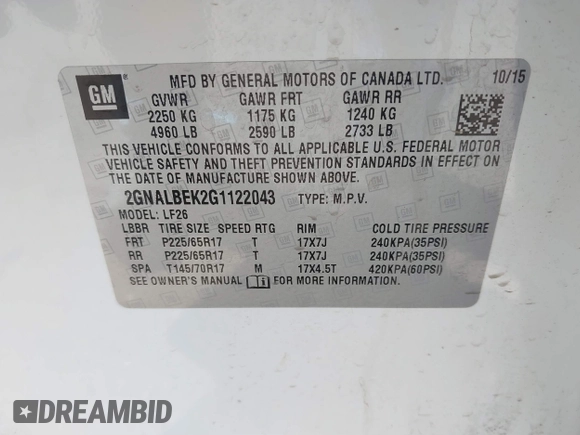 GM
MFD BY GENERAL MOTORS OF CANADA LTD. 10/15
GVWR GAWR FRT GAWR RR
2250 KG 1175 KG 1240 KG
4960 LB 2590 LB 2733 LB
THIS VEHICLE CONFORMS TO ALL APPLICABLE U.S. FEDERAL MOTOR
VEHICLE SAFETY AND THEFT PREVENTION STANDARDS IN EFFECT ON
THE DATE OF MANUFACTURE SHOWN ABOVE.
2GNALBEK2G1122043 TYPE: M.P.V.
MODEL: LF26
LBBR TIRE SIZE SPEED RTG RIM COLD TIRE PRESSURE
FRT P225/65R17 T 17X7J 240KPA(35PSI)
RR P225/65R17 T 17X7J 240KPA(35PSI)
SPA T145/70R17 M 17X4.5T 420KPA(60PSI)
SEE OWNER'S MANUAL FOR MORE INFORMATION.
DREAMBID